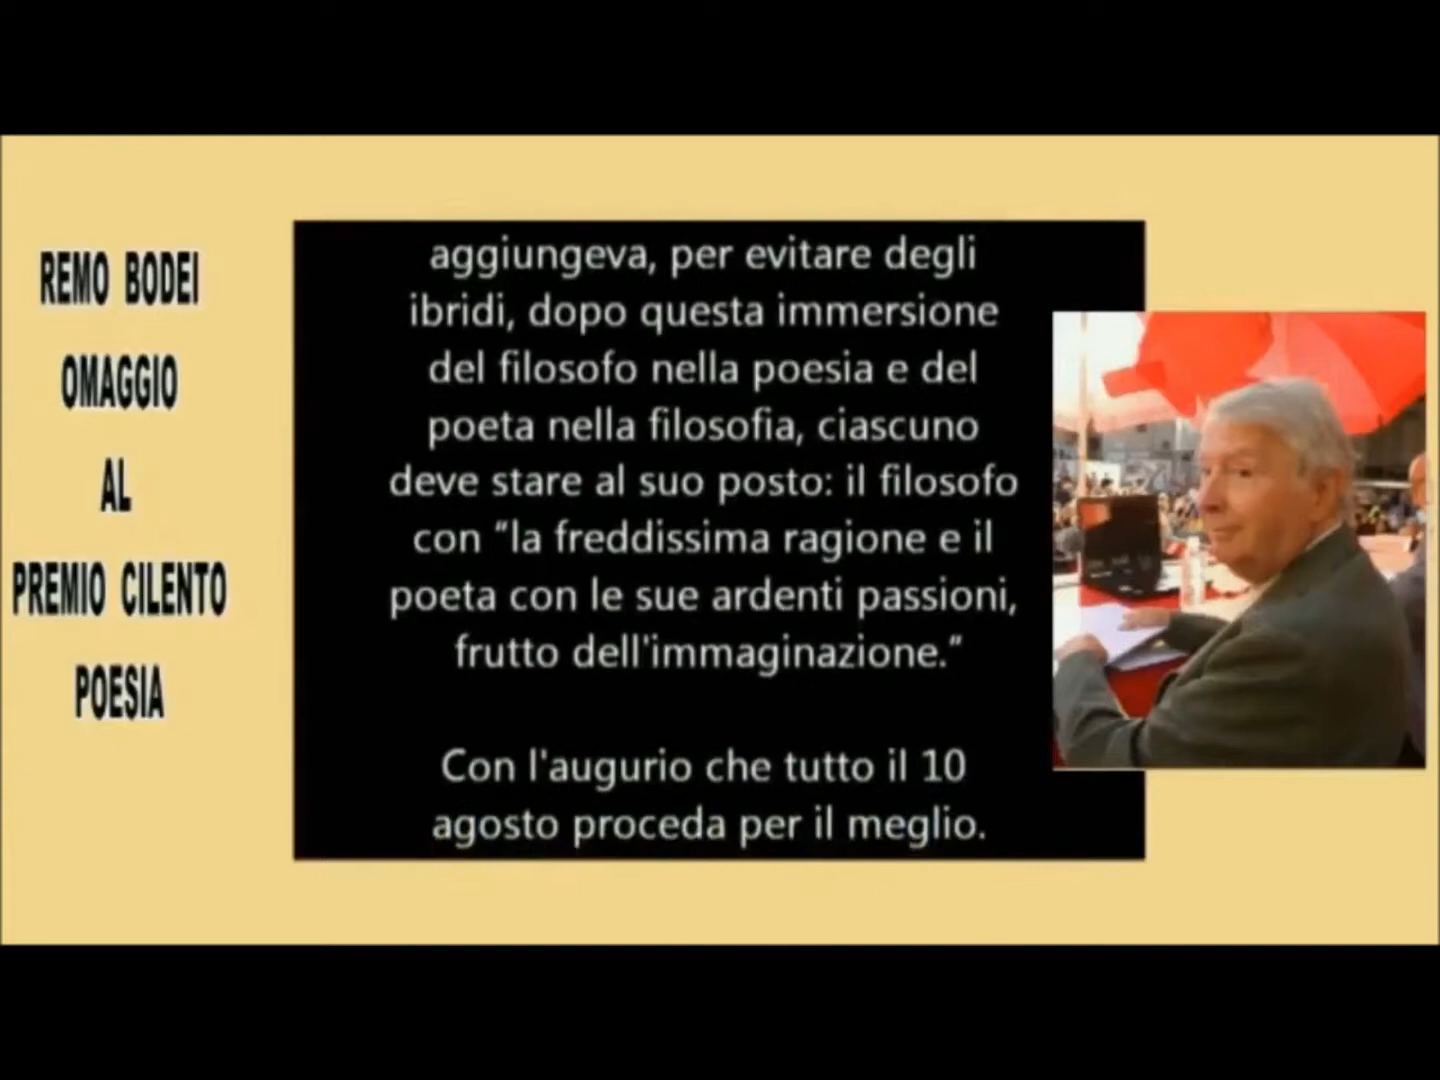 REMO BODEI
OMAGGIO
AL
PREMIO CILENTO
POESIA
aggiungeva, per evitare degli
ibridi, dopo questa immersione
del filosofo nella poesia e del
poeta nella filosofia, ciascuno
deve stare al suo posto: il filosofo
con "la freddissima ragione e il
poeta con le sue ardenti passioni,
frutto dell'immaginazione."
Con l'augurio che tutto il 10
agosto proceda per il meglio.